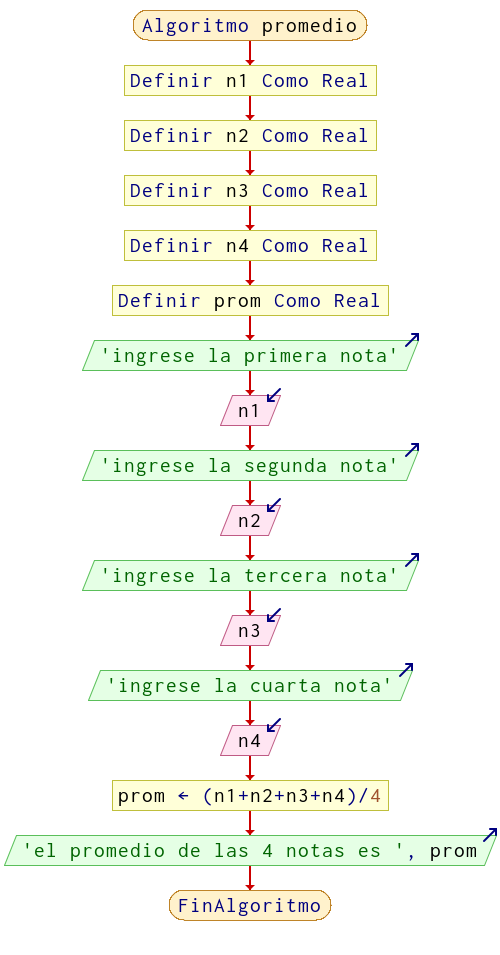 Algoritmo promedio
Definir n1 Como Real
Definir n2 Como Real
Definir n3 Como Real
Definir n4 Como Real
Definir prom Como Real
'ingrese la primera nota'
n1
'ingrese la segunda nota'
n2
'ingrese la tercera nota'
n3
'ingrese la cuarta nota'
n4
prom ← (n1+n2+n3+n4)/4
'el promedio de las 4 notas es ', prom
FinAlgoritmo